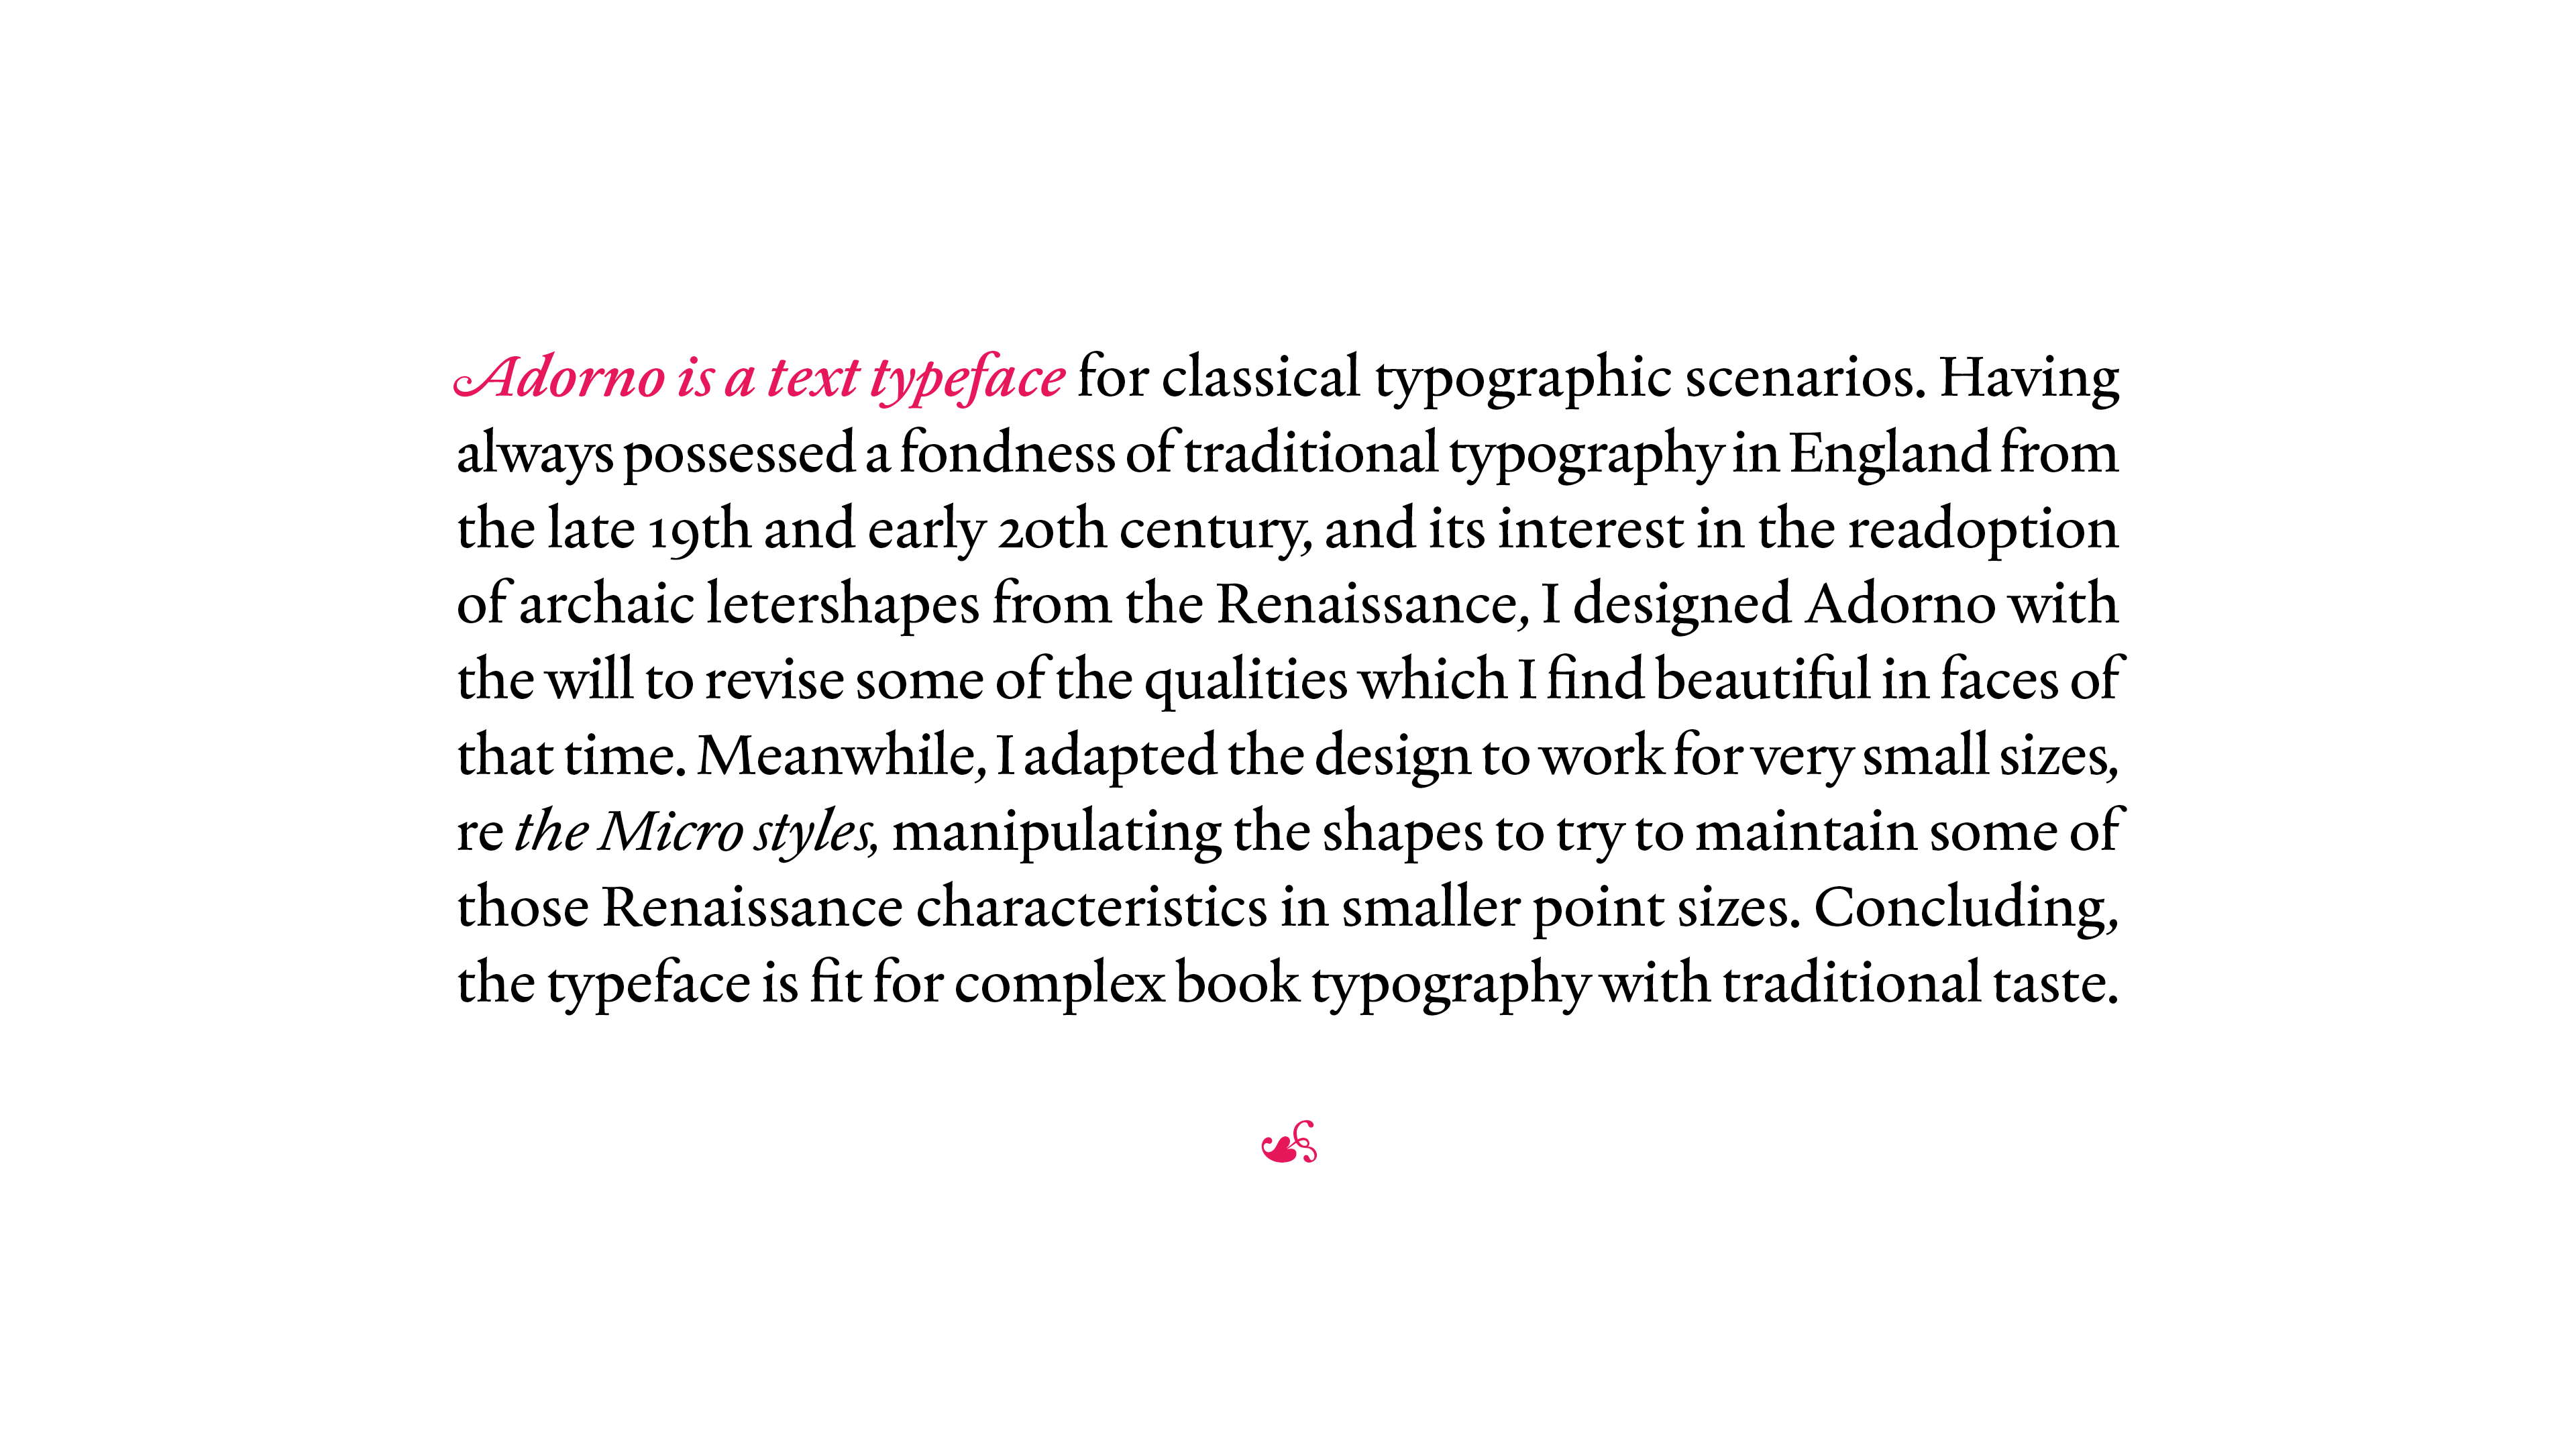 Adorno is a text typeface for classical typographic scenarios. Having
always possessed a fondness of traditional typography in England from
the late 19th and early 20th century, and its interest in the readoption
of archaic letershapes from the Renaissance, I designed Adorno with
the will to revise some of the qualities which I find beautiful in faces of
that time. Meanwhile, I adapted the design to work for very small sizes,
re the Micro styles, manipulating the shapes to try to maintain some of
those Renaissance characteristics in smaller point sizes. Concluding,
the typeface is fit for complex book typography with traditional taste.